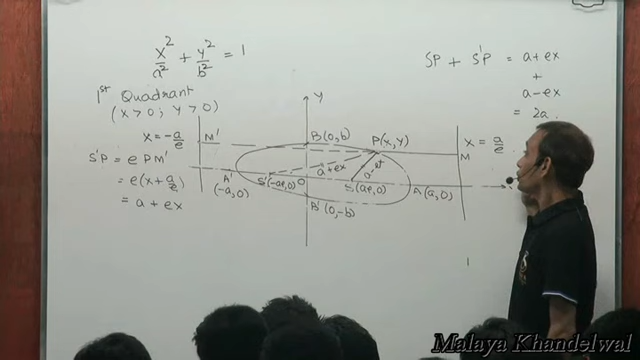 x²/a² + y²/b² = 1
1st Quadrant
(x > 0; y > 0)
x = -a/e
S'P = e PM'
= e(x + a/e)
= a + ex
SP + S'P = a + ex
+
a - ex
= 2a
Y
M'
B(0, b)
P(x, y)
x = a/e
M
a+ex
A'
(-a, 0)
S'(-ae, 0)
O
S(ae, 0)
A(a, 0)
B'(0, -b)
Malaya Khandelwal